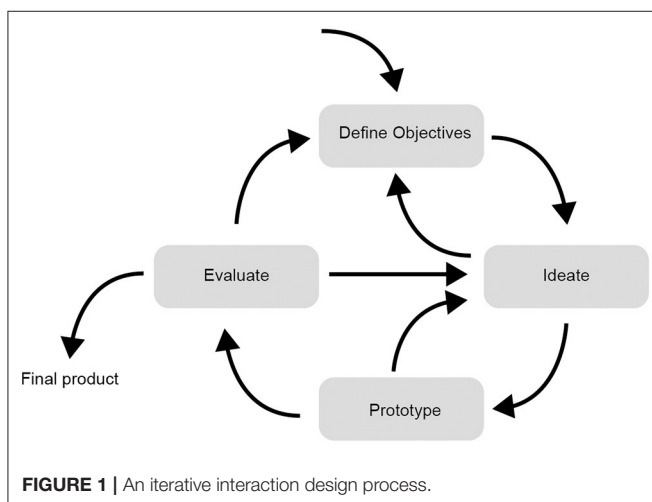 Define Objectives
Evaluate
Ideate
Final product
Prototype
FIGURE 1 | An iterative interaction design process.